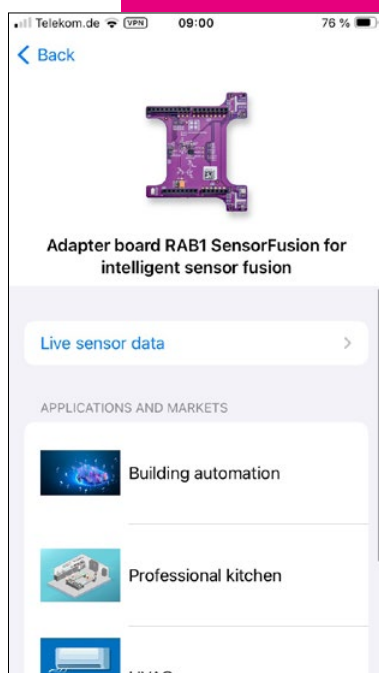 Telekom.de VPN 09:00 76 %
Back
Adapter board RAB1 SensorFusion for
intelligent sensor fusion
Live sensor data
APPLICATIONS AND MARKETS
Building automation
Professional kitchen